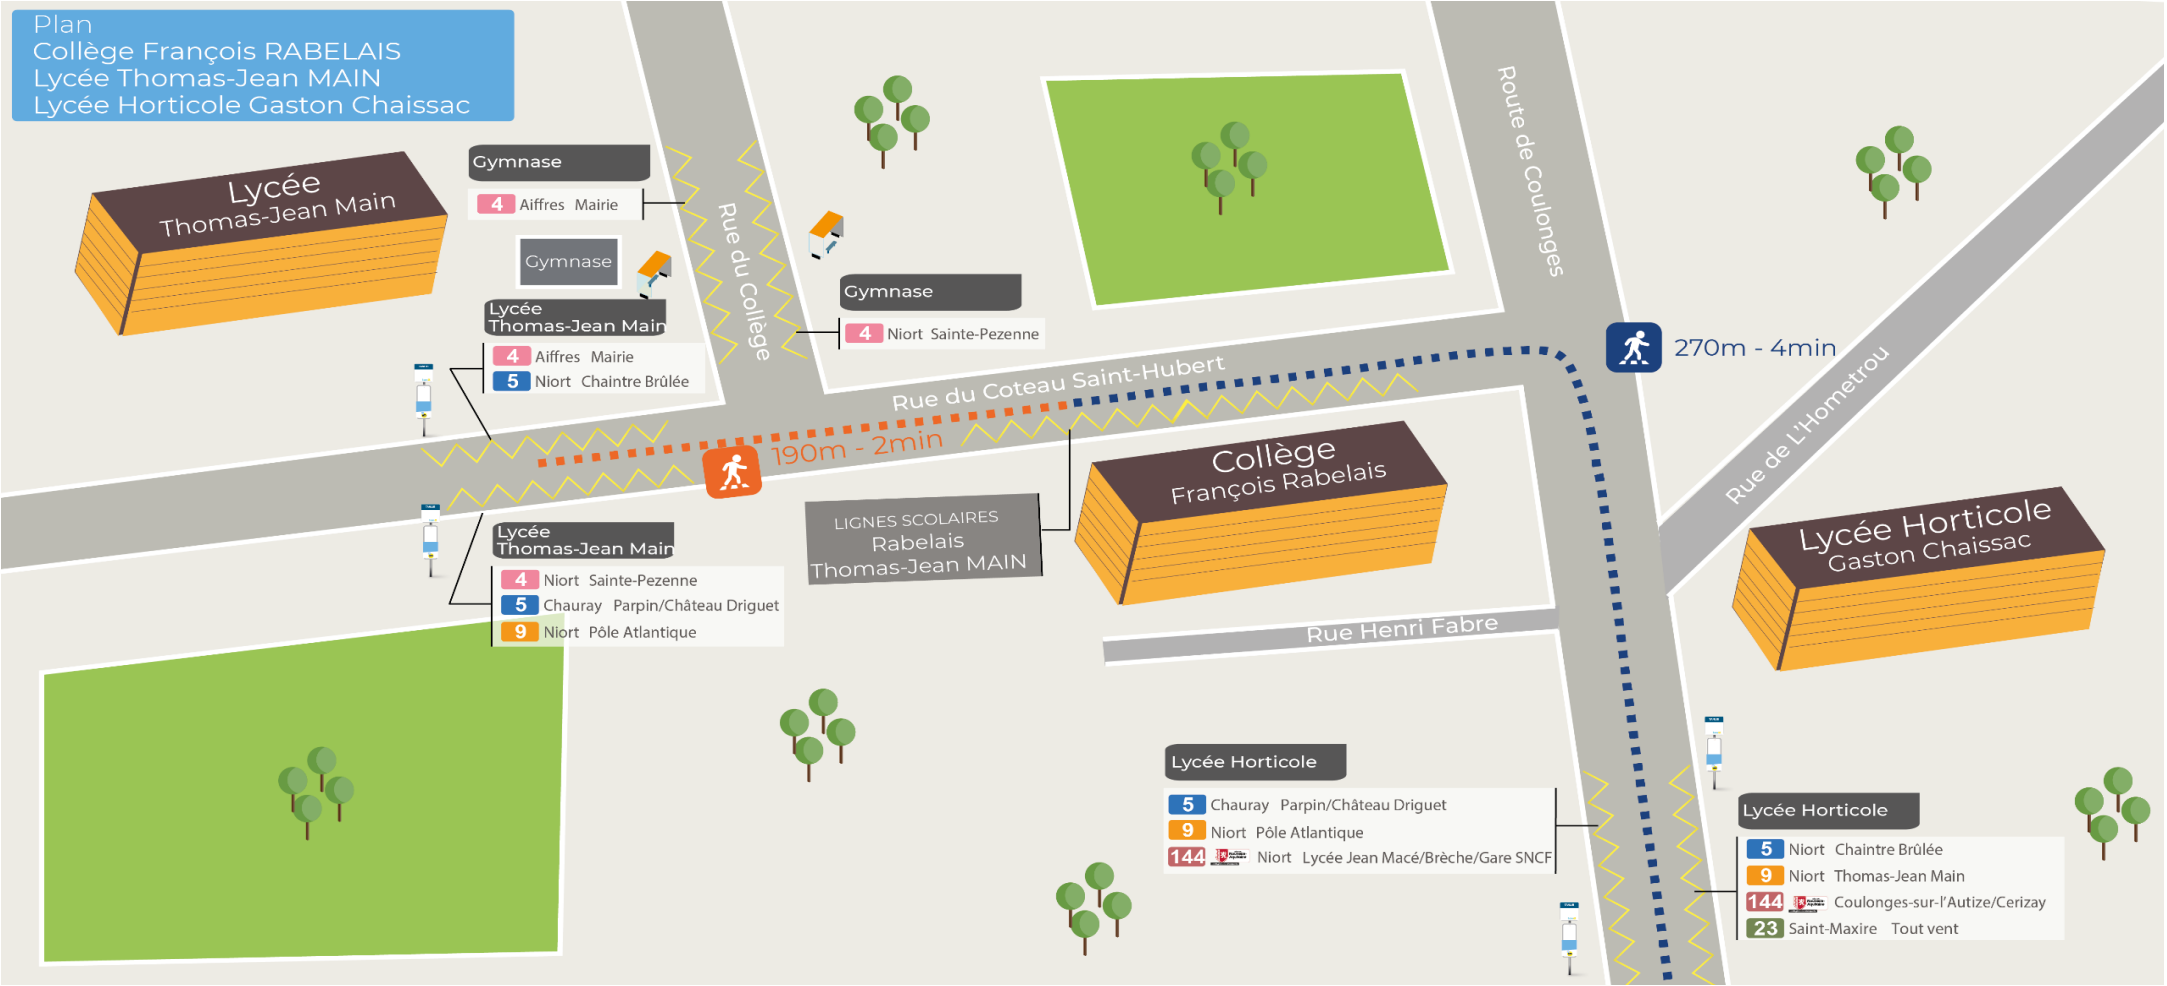 Plan
Collège François RABELAIS
Lycée Thomas-Jean MAIN
Lycée Horticole Gaston Chaissac
Lycée
Thomas-Jean Main
Gymnase
4 Aiffres Mairie
Gymnase
Rue du Collège
Gymnase
4 Niort Sainte-Pezenne
Lycée
Thomas-Jean Main
4 Aiffres Mairie
5 Niort Chaintre Brûlée
Route de Coulonges
270m - 4min
Rue du Coteau Saint-Hubert
190m - 2min
Rue de L'Hometrou
Collège
François Rabelais
LIGNES SCOLAIRES
Rabelais
Thomas-Jean MAIN
Lycée Horticole
Gaston Chaissac
Lycée
Thomas-Jean Main
4 Niort Sainte-Pezenne
5 Chauray Parpin/Château Driguet
9 Niort Pôle Atlantique
Rue Henri Fabre
Lycée Horticole
5 Chauray Parpin/Château Driguet
9 Niort Pôle Atlantique
144 Niort Lycée Jean Macé/Brèche/Gare SNCF
Lycée Horticole
5 Niort Chaintre Brûlée
9 Niort Thomas-Jean Main
144 Coulonges-sur-l'Autize/Cerizay
23 Saint-Maxire Tout vent